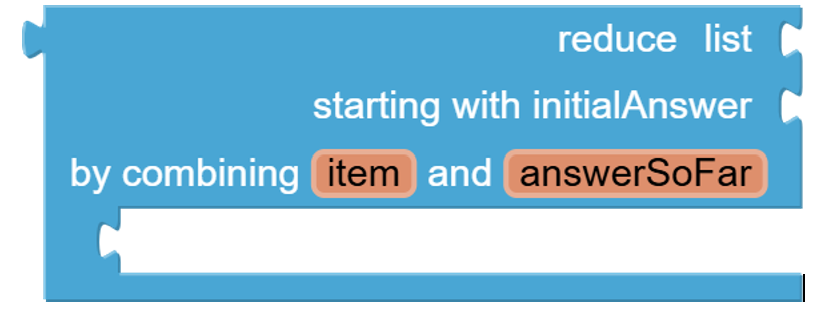 reduce list
starting with initialAnswer
by combining item and answerSoFar